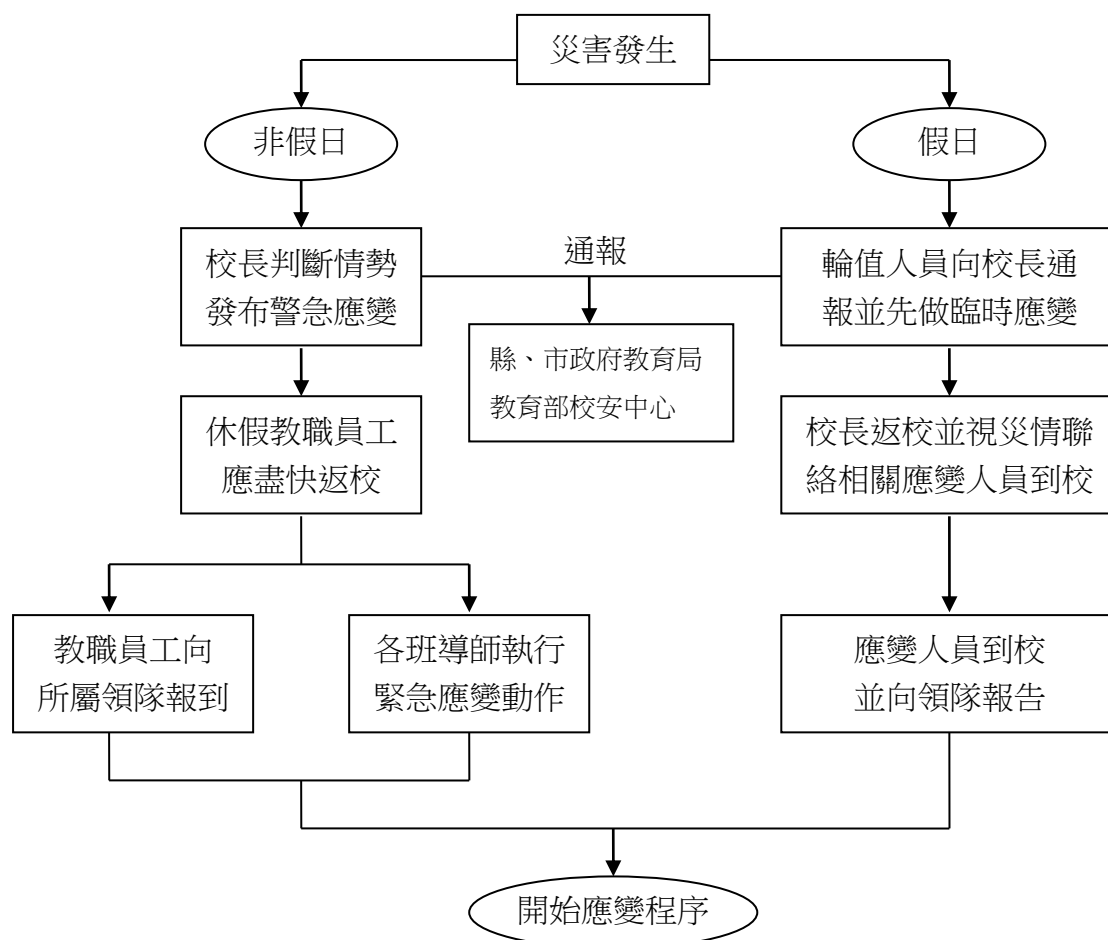 災害發生
非假日
假日
校長判斷情勢
發布警急應變
通報
輪值人員向校長通
報並先做臨時應變
縣、市政府教育局
教育部校安中心
休假教職員工
應盡快返校
校長返校並視災情聯
絡相關應變人員到校
教職員工向
所屬領隊報到
各班導師執行
緊急應變動作
應變人員到校
並向領隊報告
開始應變程序